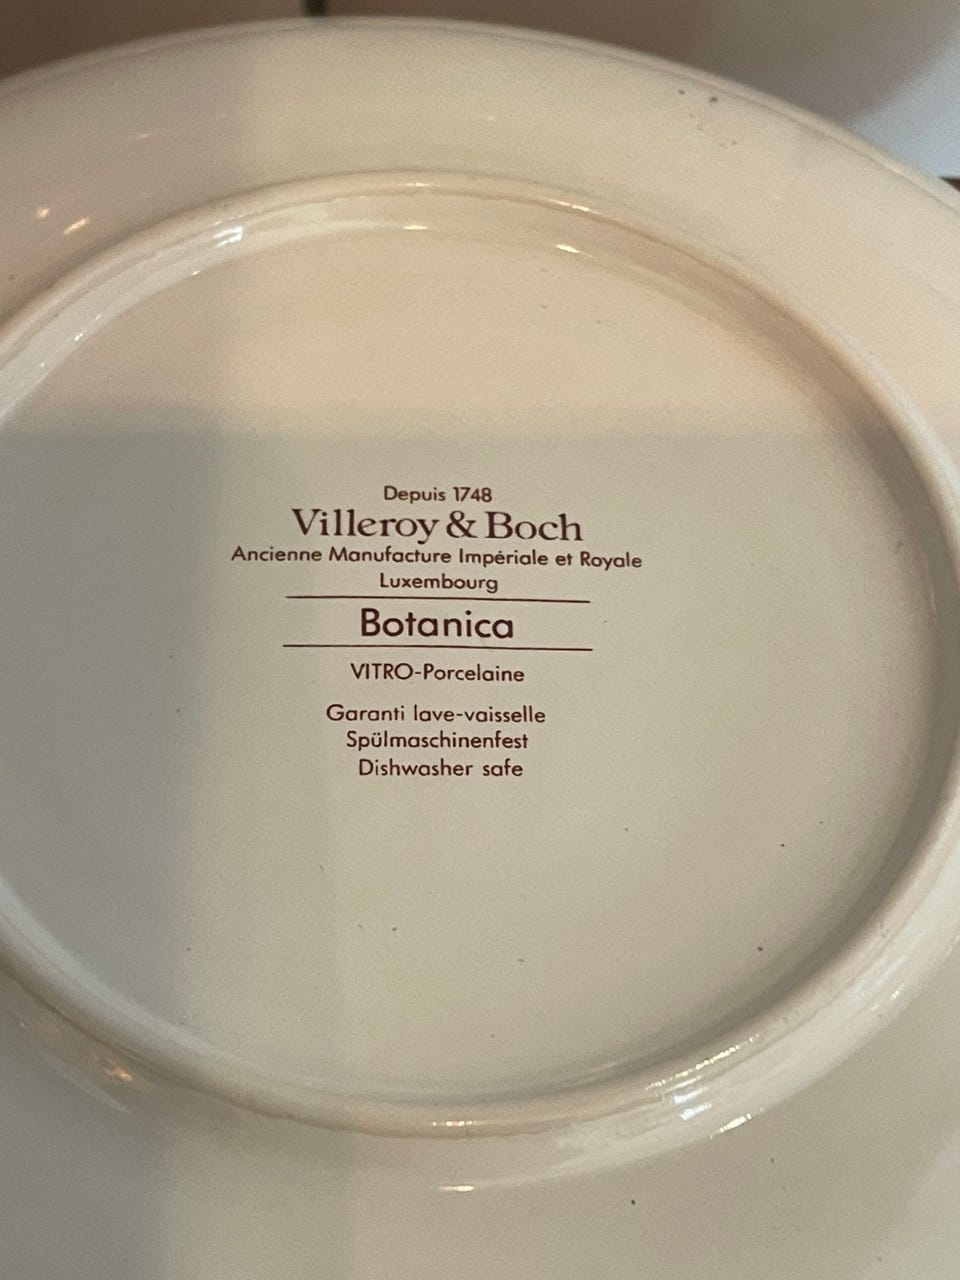 Depuis 1748
Villeroy & Boch
Ancienne Manufacture Impériale et Royale
Luxembourg
Botanica
VITRO-Porcelaine
Garanti lave-vaisselle
Spülmaschinenfest
Dishwasher safe